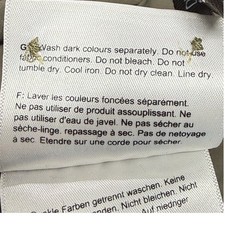 G: Wash dark colours separately. Do not use
fabric conditioners. Do not bleach. Do not
tumble dry. Cool iron. Do not dry clean. Line dry
F: Laver les couleurs foncées séparément.
Ne pas utiliser de produit assouplissant. Ne
pas utiliser d'eau de javel. Ne pas sécher au
sèche-linge. repassage à sec. Pas de nettoyage
à sec. Etendre sur une corde pour sécher
Farben getrennt waschen. Keine
Nicht bleichen. Nicht
Auf niedriger